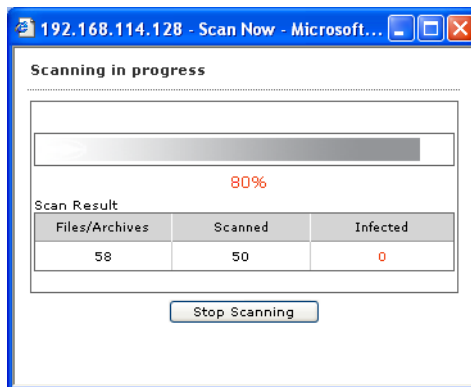 192.168.114.128 - Scan Now - Microsoft...
Scanning in progress
80%
Scan Result
Files/Archives Scanned Infected
58 50 0
Stop Scanning